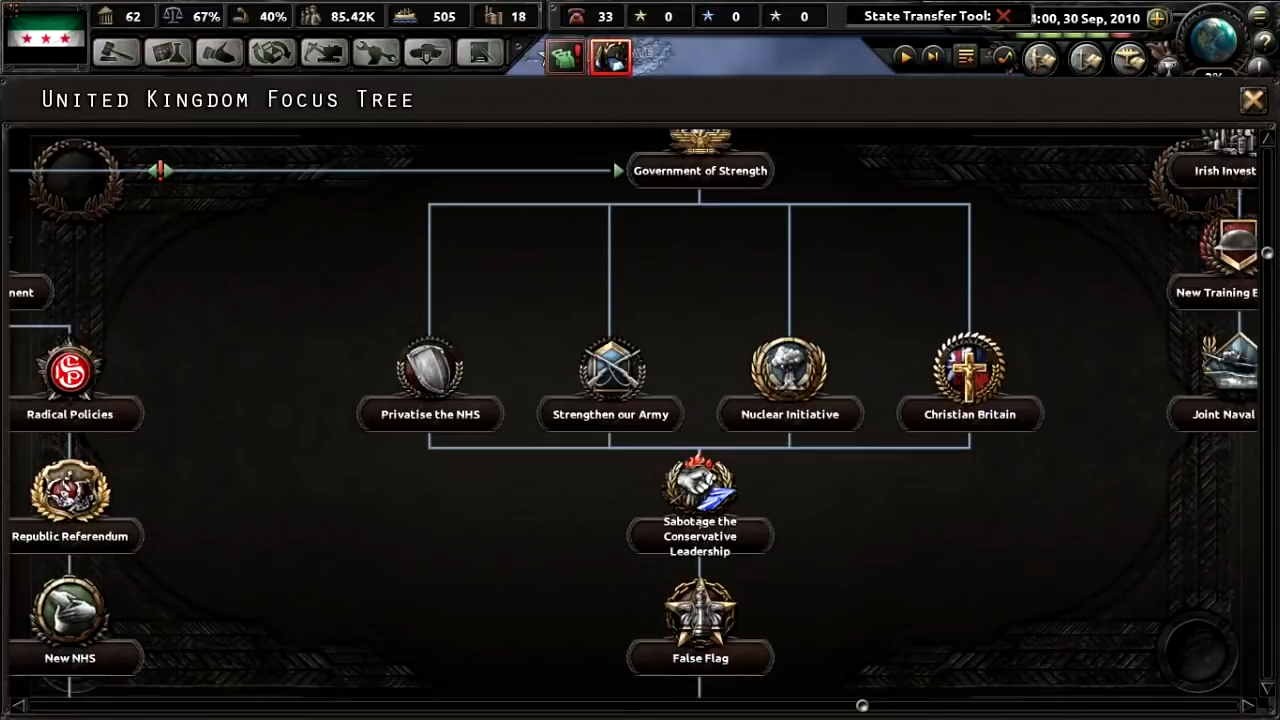 62 67% 40% 85.42K 505 18 33 0 0 0 State Transfer Tool: 4:00, 30 Sep, 2010
United Kingdom Focus Tree
Government of Strength
Irish Invest
nent
New Training E
Radical Policies
Privatise the NHS
Strengthen our Army
Nuclear Initiative
Christian Britain
Joint Naval
Republic Referendum
Sabotage the
Conservative
Leadership
New NHS
False Flag